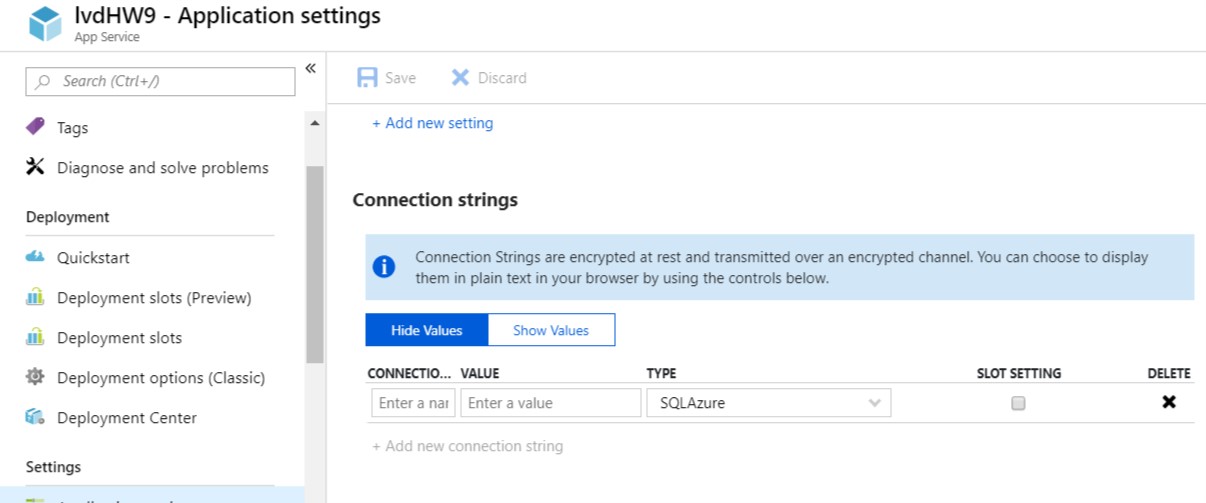 lvdHW9 - Application settings
App Service
Search (Ctrl+/)
«
Tags
Diagnose and solve problems
Deployment
Quickstart
Deployment slots (Preview)
Deployment slots
Deployment options (Classic)
Deployment Center
Settings
Save Discard
+ Add new setting
Connection strings
Connection Strings are encrypted at rest and transmitted over an encrypted channel. You can choose to display
them in plain text in your browser by using the controls below.
Hide Values Show Values
CONNECTIO... VALUE TYPE SLOT SETTING DELETE
Enter a nar Enter a value SQLAzure
+ Add new connection string